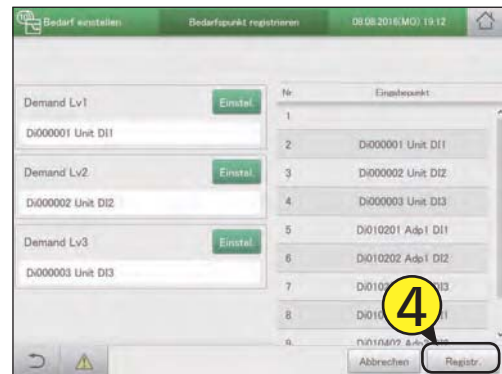 Bedarf einstellen
Bedarfspunkt registrieren
08.08.2016(MO) 19:12
Demand Lv1
Einstel.
Di000001 Unit DI1
Demand Lv2
Einstel.
Di000002 Unit DI2
Demand Lv3
Einstel.
Di000003 Unit DI3
Nr
Eingabepunkt
1
2 Di000001 Unit DI1
3 Di000002 Unit DI2
4 Di000003 Unit DI3
5 Di010201 Adp1 DI1
6 Di010202 Adp1 DI2
7
8
4
Abbrechen
Registr.